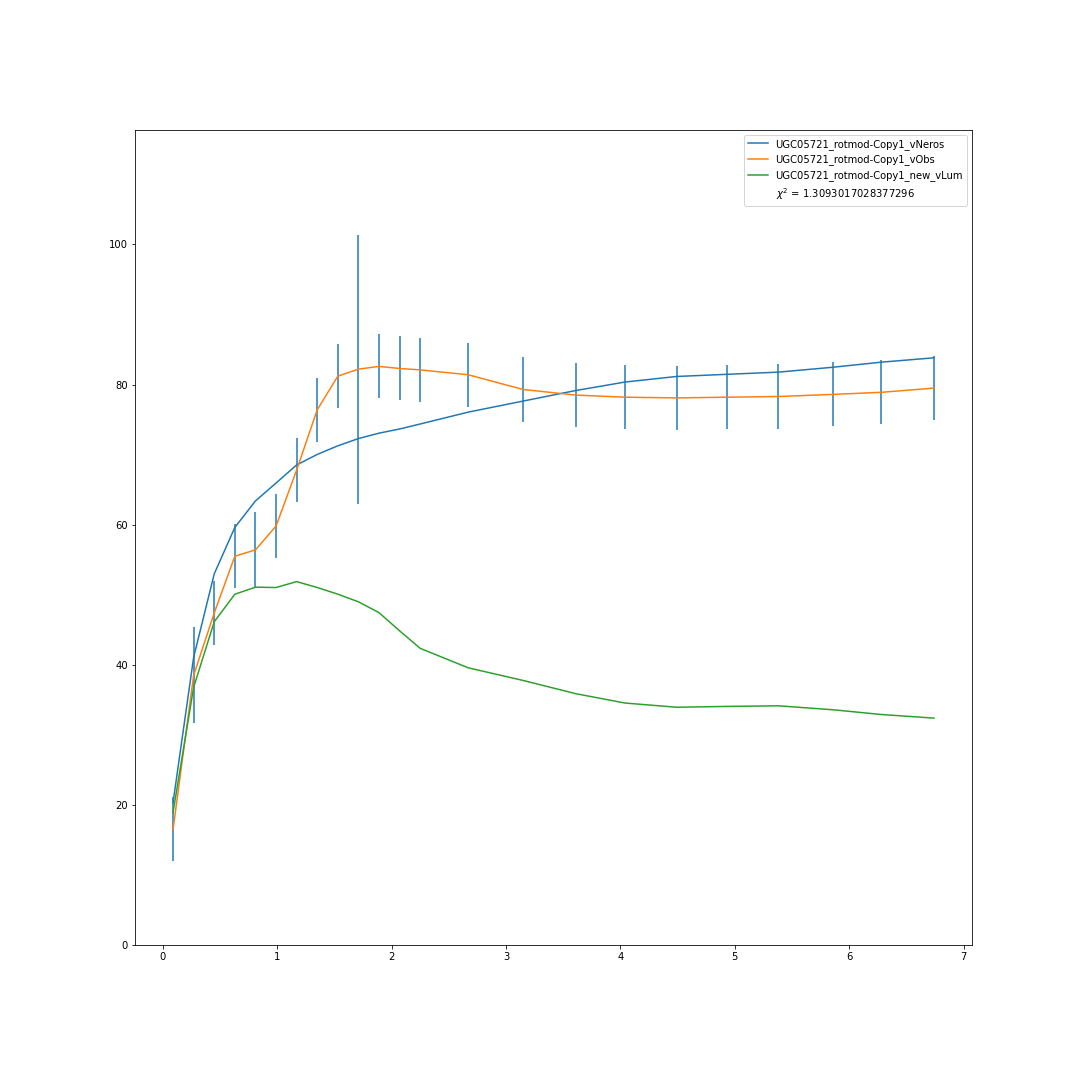 UGC05721_rotmod-Copy1_vNeros
UGC05721_rotmod-Copy1_vObs
UGC05721_rotmod-Copy1_new_vLum
χ² = 1.3093017028377296
100
80
60
40
20
0
0 1 2 3 4 5 6 7